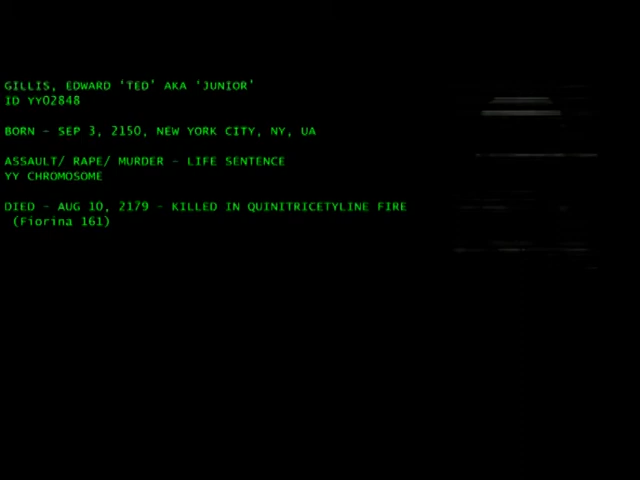 GILLIS, EDWARD ‘TED’ AKA ‘JUNIOR’
ID YY02848
BORN – SEP 3, 2150, NEW YORK CITY, NY, UA
ASSAULT/ RAPE/ MURDER – LIFE SENTENCE
YY CHROMOSOME
DIED – AUG 10, 2179 – KILLED IN QUINITRICETYLINE FIRE
(Fiorina 161)